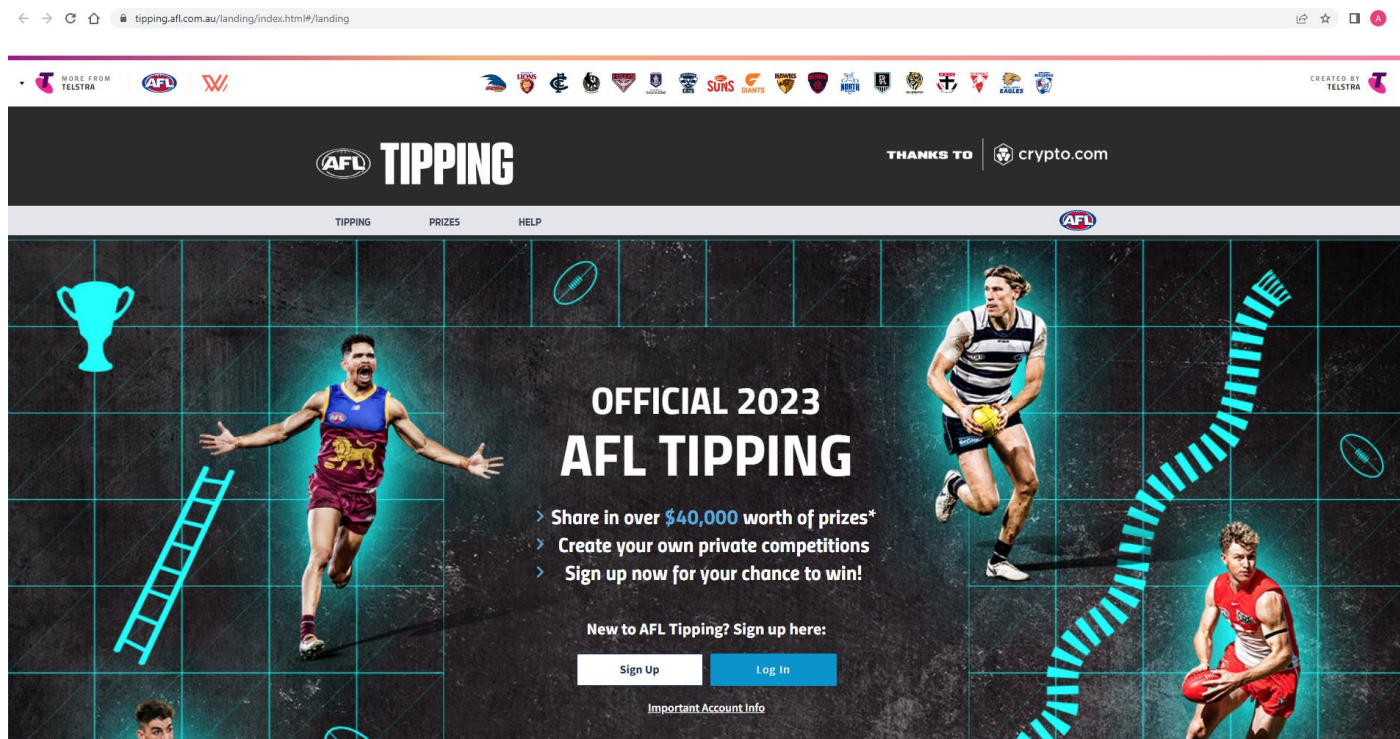 tipping.afl.com.au/landing/index.html#/landing
A
MORE FROM
TELSTRA
AFL
W
LIONS
CATS
SUNS
GIANTS
HAWKS
NORTH
EAGLES
CREATED BY
TELSTRA
AFL TIPPING
THANKS TO crypto.com
TIPPING PRIZES HELP AFL
OFFICIAL 2023
AFL TIPPING
Share in over $40,000 worth of prizes*
Create your own private competitions
Sign up now for your chance to win!
New to AFL Tipping? Sign up here:
Sign Up Log In
Important Account Info